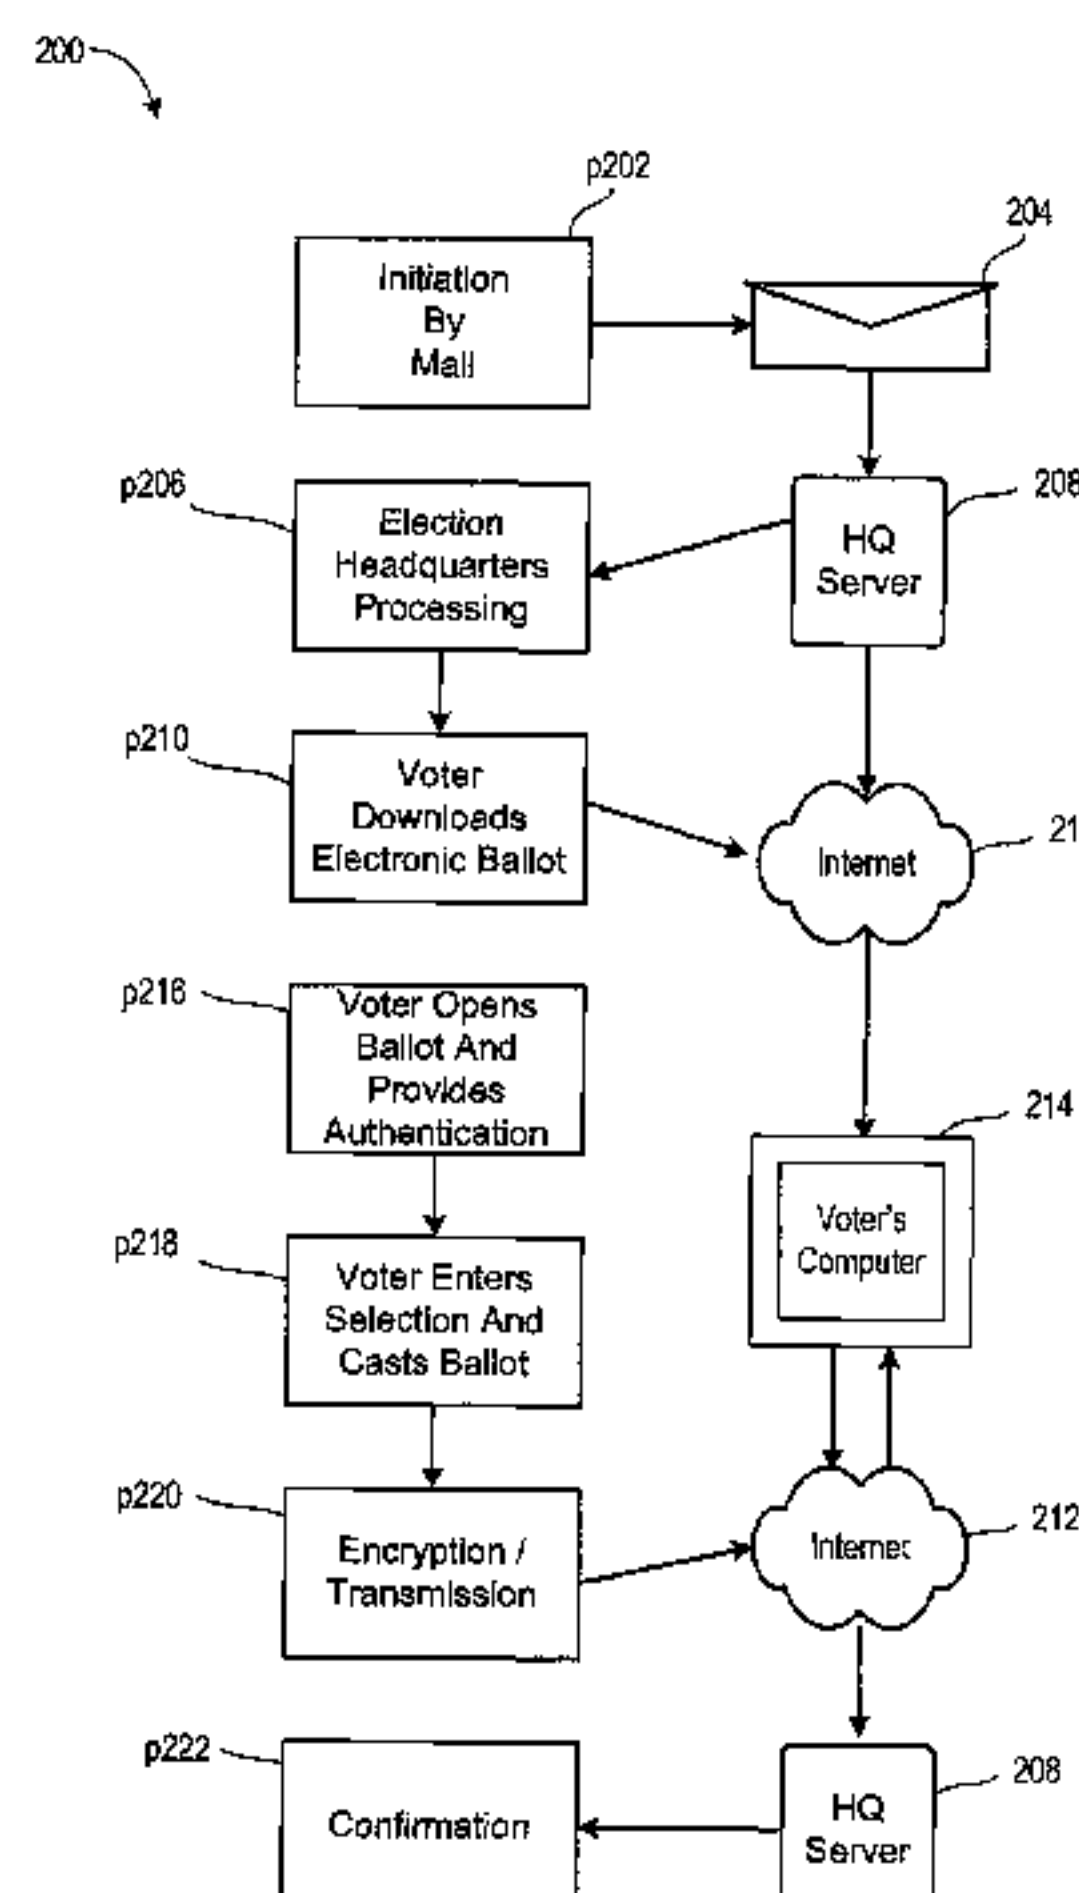 200
p202
Initiation
By
Mail
204
p206
Election
Headquarters
Processing
208
HQ
Server
p210
Voter
Downloads
Electronic Ballot
Internet
21
p216
Voter Opens
Ballot And
Provides
Authentication
214
Voter's
Computer
p218
Voter Enters
Selection And
Casts Ballot
p220
Encryption /
Transmission
Internet
212
p222
Confirmation
208
HQ
Server